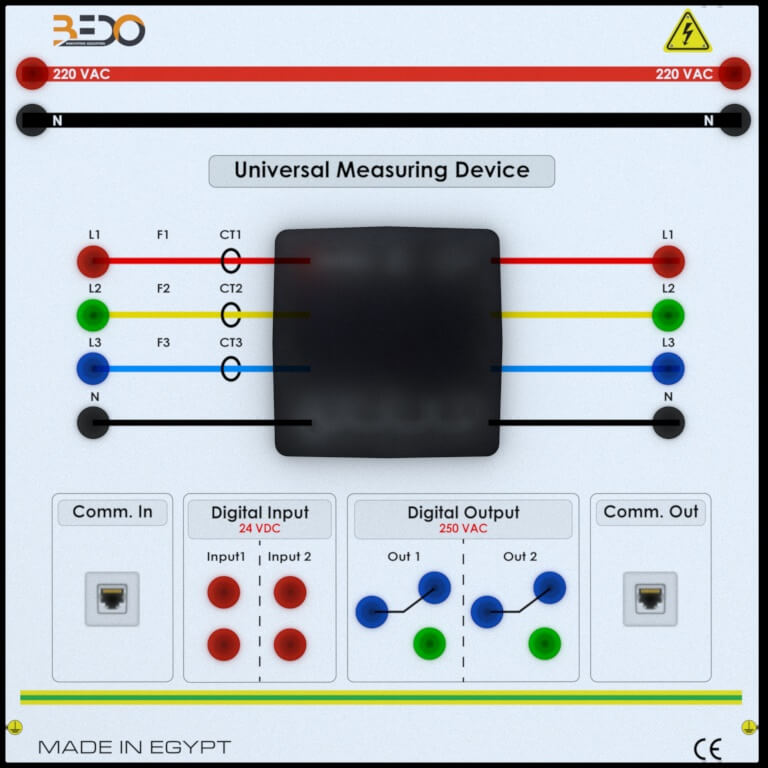 BEDO
220 VAC 220 VAC
N N
Universal Measuring Device
L1 F1 CT1 L1
L2 F2 CT2 L2
L3 F3 CT3 L3
N N
Comm. In
Digital Input
24 VDC
Input1 Input 2
Digital Output
250 VAC
Out 1 Out 2
Comm. Out
MADE IN EGYPT
CE